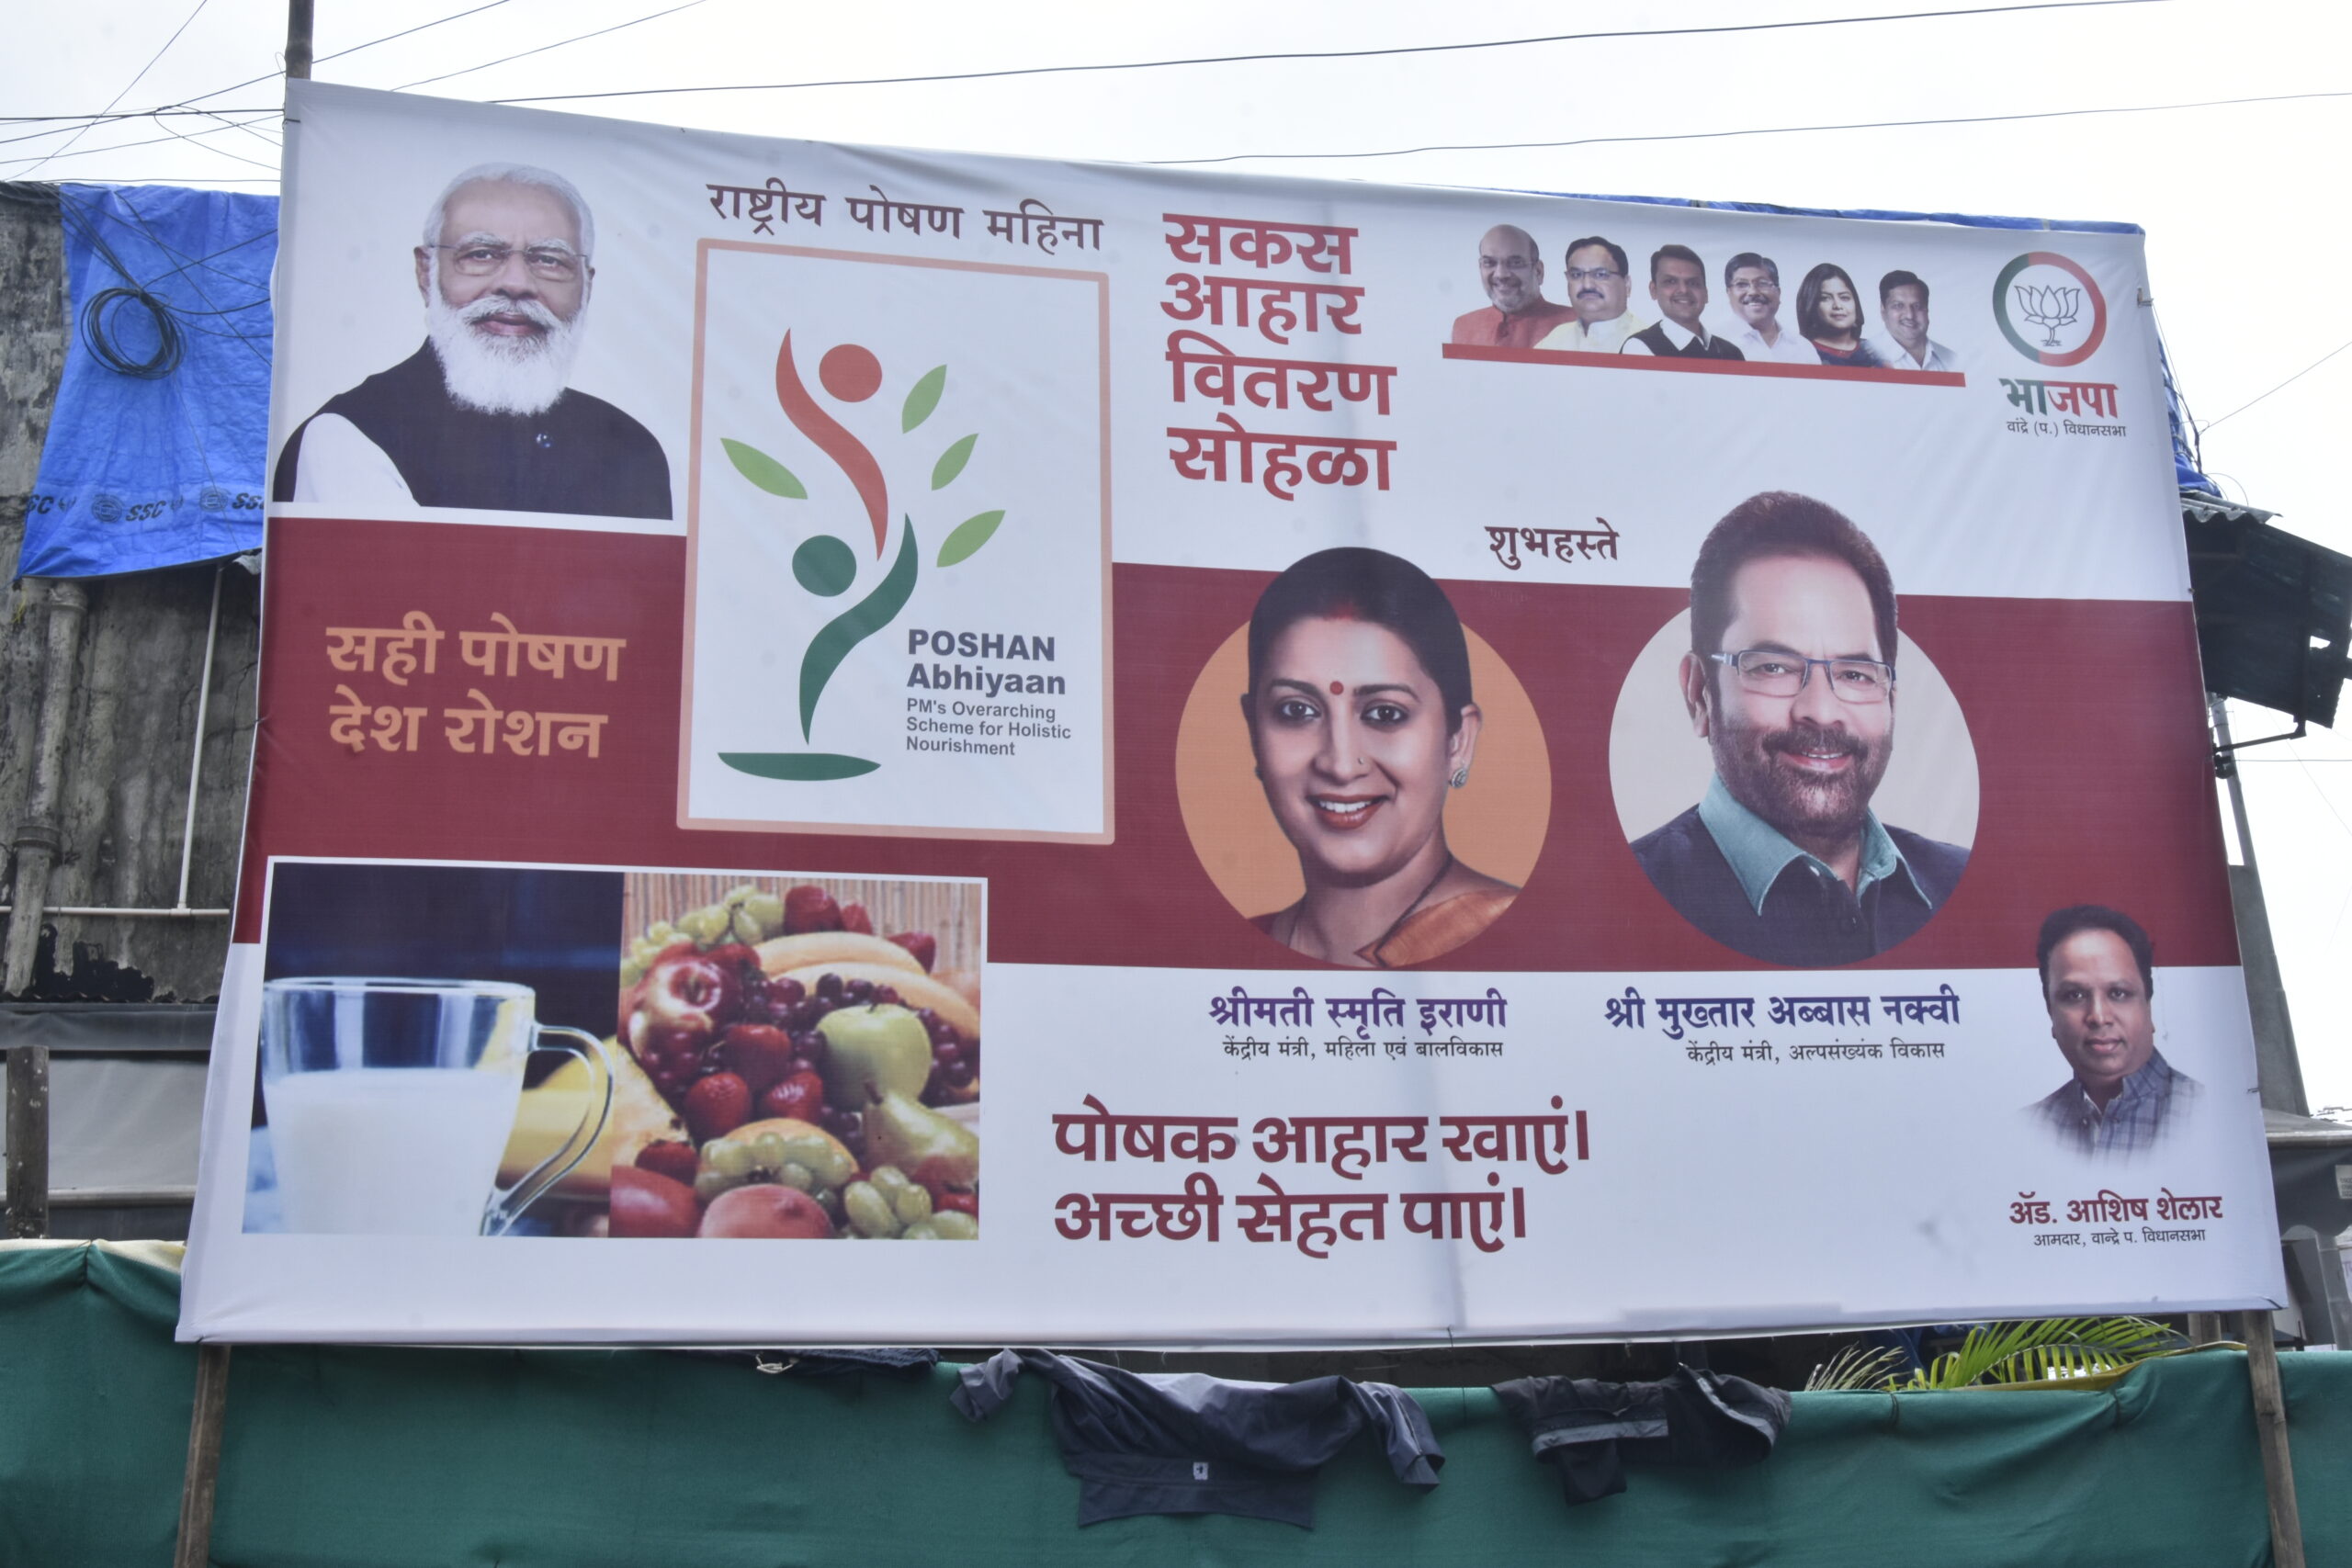 राष्ट्रीय पोषण महिना
सकस
आहार
वितरण
सोहळा
भाजपा
वांद्रे (प.) विधानसभा
शुभहस्ते
सही पोषण
देश रोशन
POSHAN
Abhiyaan
PM's Overarching
Scheme for Holistic
Nourishment
श्रीमती स्मृति इराणी
केंद्रीय मंत्री, महिला एवं बालविकास
श्री मुख्तार अब्बास नक्वी
केंद्रीय मंत्री, अल्पसंख्यंक विकास
पोषक आहार खाएं।
अच्छी सेहत पाएं।
ॲड. आशिष शेलार
आमदार, वान्द्रे प. विधानसभा
SSC